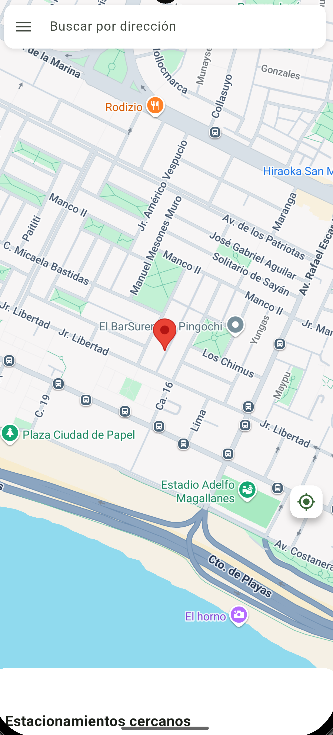 Buscar por dirección
. de la Marina
ollocmarca
Munayse
Gonzales
Collasuyo
Rodizio
Hiaroka San M
Jr. Américo Vespucio
Manco II
Paititi
Manuel Mesones Muro
Maranga
Av. de los Patriotas
José Gabriel Aguilar
Solitario de Sayán
Av. Rafael Escar
C. Micaela Bastidas
Manco II
Manco II
Jr. Libertad
Jr. Libertad
El BarSuren
Pingochi
Yungas
Jr. Mar
Los Chimus
Maypu
C. 19
Ca. 16
Lima
Jr. Libertad
Plaza Ciudad de Papel
Estadio Adelfo
Magallanes
Av. Costanera
Cto. de Playas
El horno
Estacionamientos cercanos